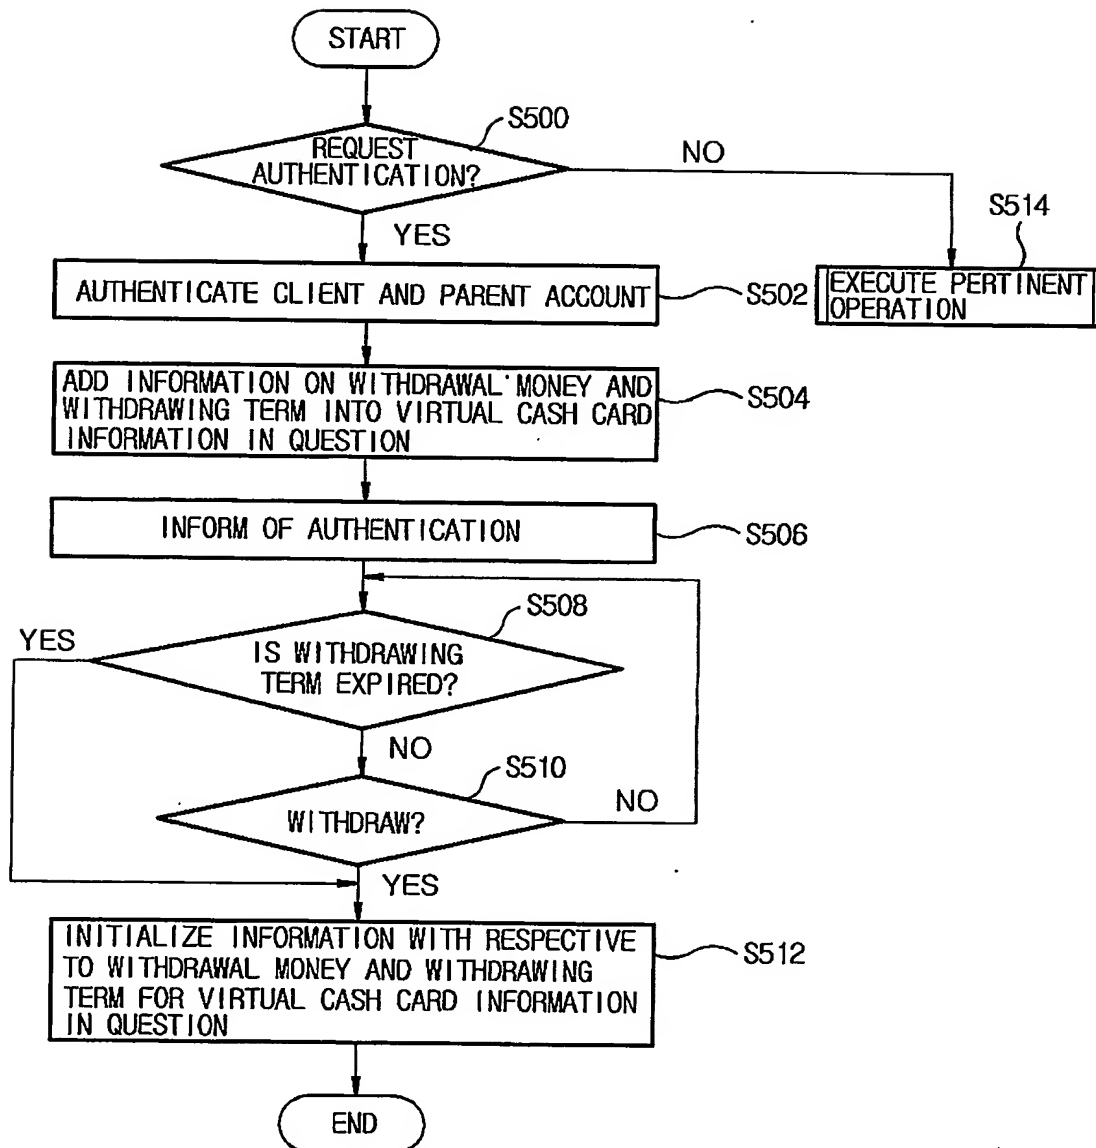 START
S500
REQUEST
AUTHENTICATION?
NO
S514
YES
EXECUTE PERTINENT
OPERATION
AUTHENTICATE CLIENT AND PARENT ACCOUNT
S502
ADD INFORMATION ON WITHDRAWAL MONEY AND
WITHDRAWING TERM INTO VIRTUAL CASH CARD
INFORMATION IN QUESTION
S504
INFORM OF AUTHENTICATION
S506
S508
YES
IS WITHDRAWING
TERM EXPIRED?
NO
S510
WITHDRAW?
NO
YES
INITIALIZE INFORMATION WITH RESPECTIVE
TO WITHDRAWAL MONEY AND WITHDRAWING
TERM FOR VIRTUAL CASH CARD INFORMATION
IN QUESTION
S512
END